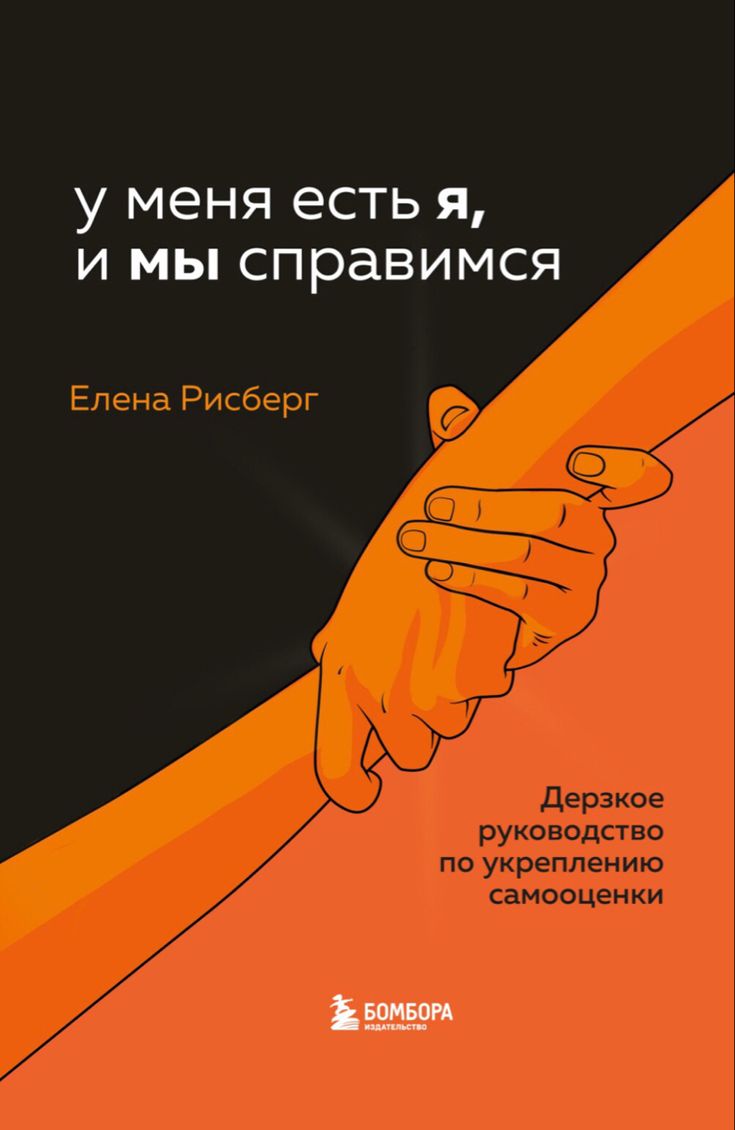 у меня есть я,
и мы справимся
Елена Рисберг
Дерзкое
руководство
по укреплению
самооценки
БОМБОРА
ИЗДАТЕЛЬСТВО